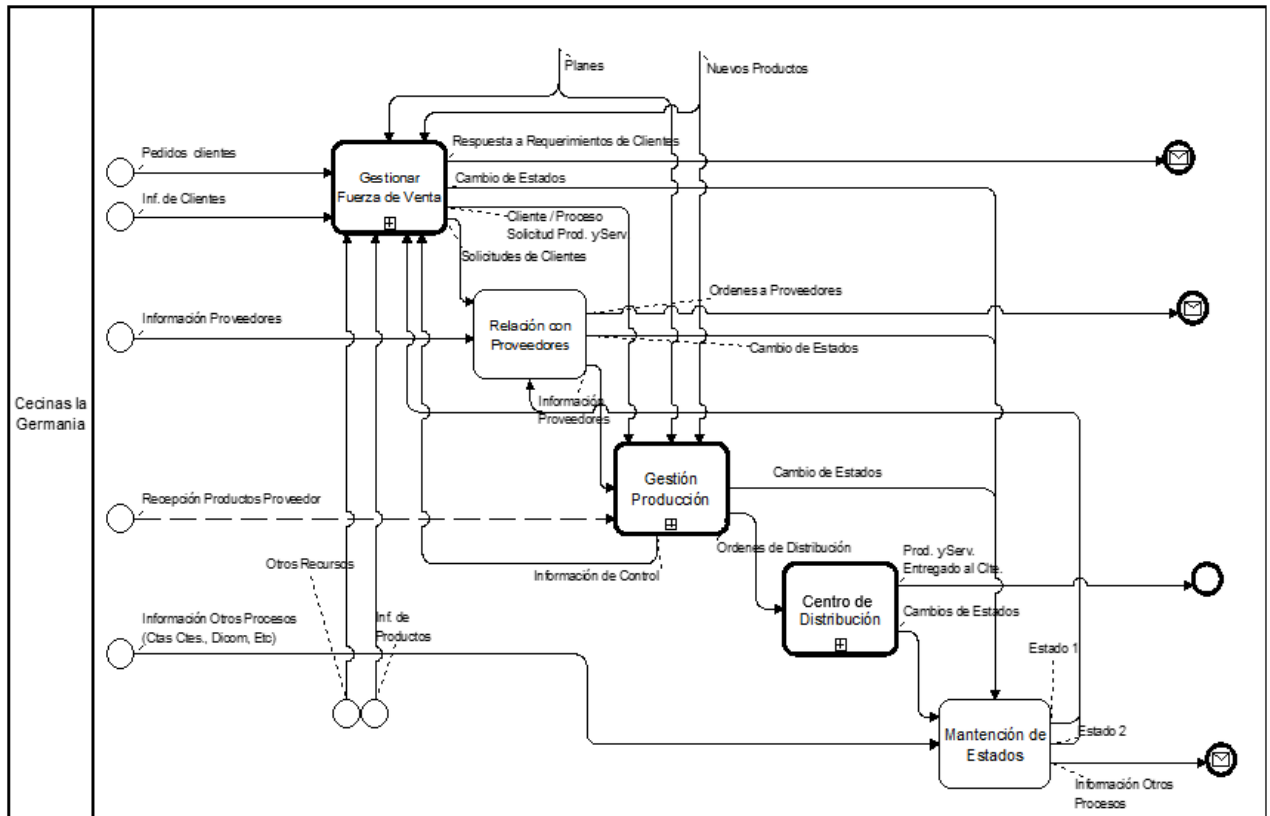 Planes
Nuevos Productos
Pedidos clientes
Respuesta a Requerimientos de Clientes
Gestionar
Fuerza de Venta
Cambio de Estados
Inf. de Clientes
Cliente / Proceso
Solicitud Prod. y Serv
Solicitudes de Clientes
Ordenes a Proveedores
Información Proveedores
Relación con
Proveedores
Cambio de Estados
Información
Proveedores
Cecinas la
Germania
Gestión
Producción
Cambio de Estados
Recepción Productos Proveedor
Ordenes de Distribución
Otros Recursos
Información de Control
Prod. y Serv.
Entregado al Clte.
Centro de
Distribución
Cambios de Estados
Información Otros Procesos
(Ctas Ctes., Dicom, Etc)
Inf. de
Productos
Estado 1
Mantención de
Estados
Estado 2
Información Otros
Procesos